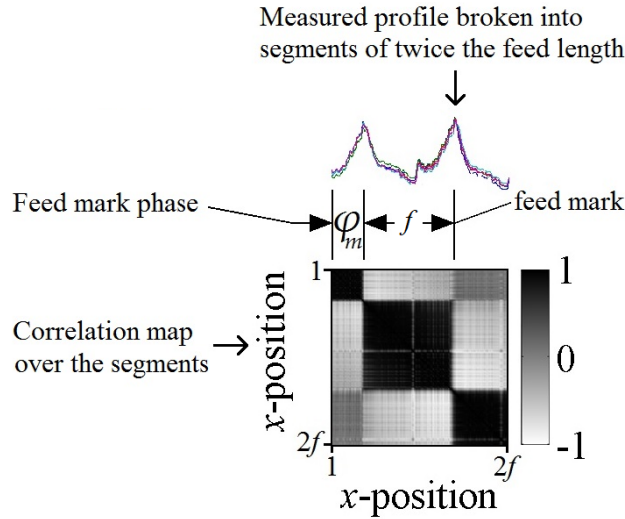 Measured profile broken into
segments of twice the feed length
Feed mark phase
φm
f
feed mark
Correlation map
over the segments
x-position
1
2f
1
2f
x-position
1
0
-1